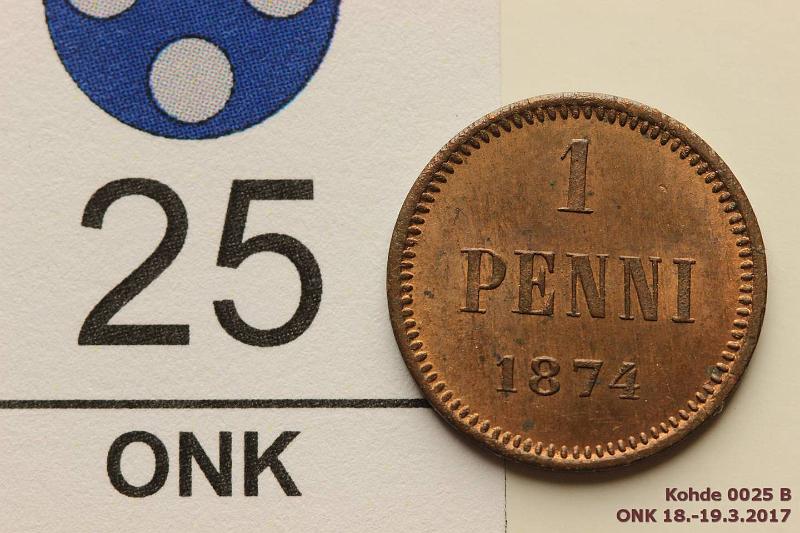 25
ONK
1
PENNI
1874
Kohde 0025 B
ONK 18.-19.3.2017